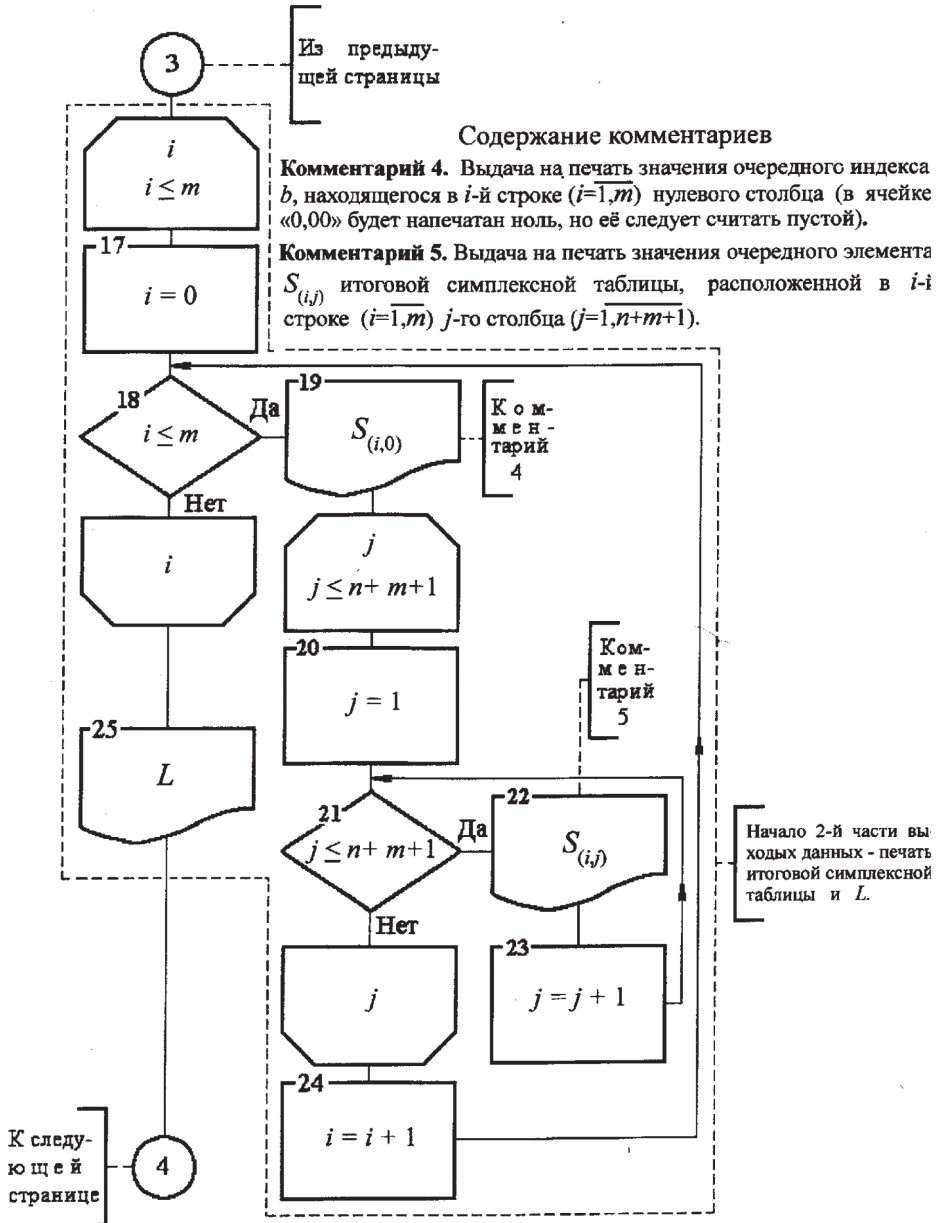 3
Из предыду-
щей страницы
i
i ≤ m
Содержание комментариев
Комментарий 4. Выдача на печать значения очередного индекса
b, находящегося в i-й строке (i=1,m) нулевого столбца (в ячейке
«0,00» будет напечатан ноль, но её следует считать пустой).
Комментарий 5. Выдача на печать значения очередного элемента
S(i,j) итоговой симплексной таблицы, расположенной в i-й
строке (i=1,m) j-го столбца (j=1,n+m+1).
17
i = 0
18
i ≤ m
Да
Нет
19
S(i,0)
Ком-
мен-
тарий
4
i
j
j ≤ n+ m+1
20
j = 1
Ком-
мен-
тарий
5
25
L
21
j ≤ n+ m+1
Да
Нет
22
S(i,j)
Начало 2-й части вы-
ходых данных - печать
итоговой симплексной
таблицы и L.
j
23
j = j + 1
24
i = i + 1
К следу-
ющей
странице
4